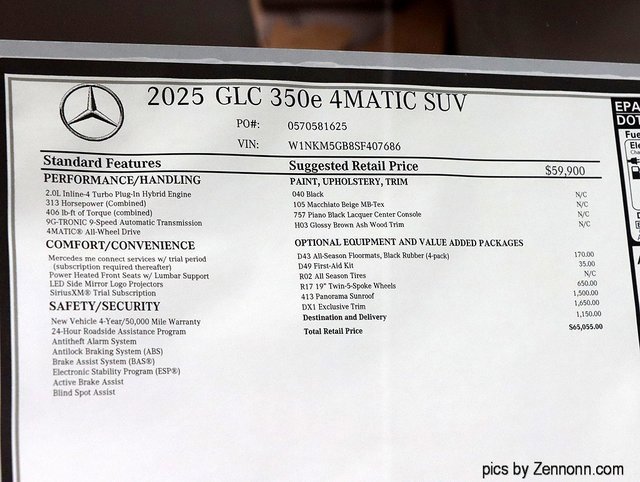 2025 GLC 350e 4MATIC SUV
PO#: 0570581625
VIN: W1NKM5GB8SF407686
Standard Features
PERFORMANCE/HANDLING
2.0L Inline-4 Turbo Plug-In Hybrid Engine
313 Horsepower (Combined)
406 lb-ft of Torque (combined)
9G-TRONIC 9-Speed Automatic Transmission
4MATIC® All-Wheel Drive
COMFORT/CONVENIENCE
Mercedes me connect services w/ trial period
(subscription required thereafter)
Power Heated Front Seats w/ Lumbar Support
LED Side Mirror Logo Projectors
SiriusXM® Trial Subscription
SAFETY/SECURITY
New Vehicle 4-Year/50,000 Mile Warranty
24-Hour Roadside Assistance Program
Antitheft Alarm System
Antilock Braking System (ABS)
Brake Assist System (BAS®)
Electronic Stability Program (ESP®)
Active Brake Assist
Blind Spot Assist
Suggested Retail Price $59,900
PAINT, UPHOLSTERY, TRIM
040 Black N/C
105 Macchiato Beige MB-Tex N/C
757 Piano Black Lacquer Center Console N/C
H03 Glossy Brown Ash Wood Trim N/C
OPTIONAL EQUIPMENT AND VALUE ADDED PACKAGES
D43 All-Season Floormats, Black Rubber (4-pack) 170.00
D49 First-Aid Kit 35.00
R02 All Season Tires N/C
R17 19" Twin-5-Spoke Wheels 650.00
413 Panorama Sunroof 1,500.00
DX1 Exclusive Trim 1,650.00
Destination and Delivery 1,150.00
Total Retail Price $65,055.00
EPA
DOT
Fue
Ele
pics by Zennonn.com